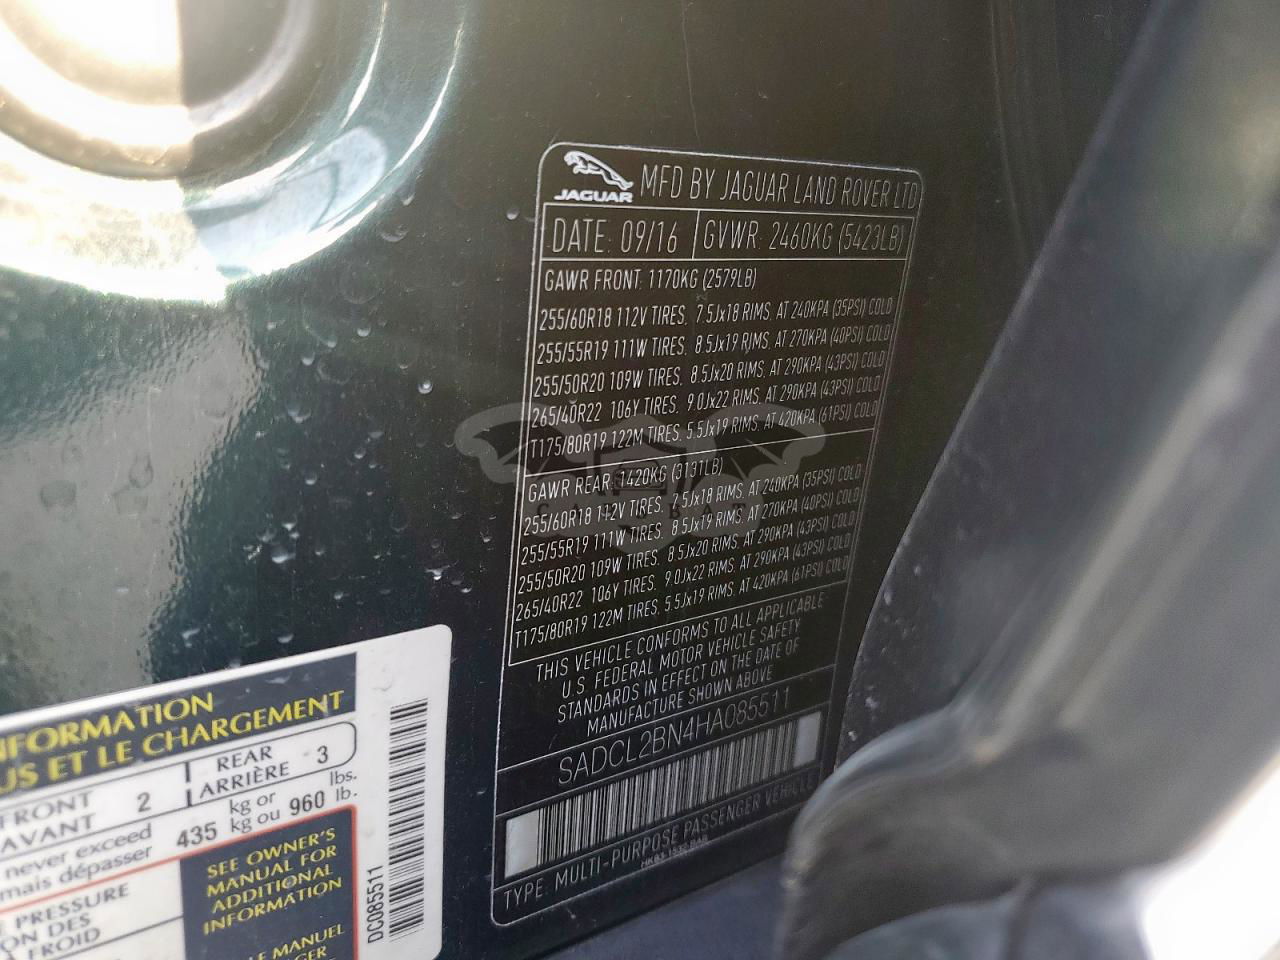 JAGUAR MFD BY JAGUAR LAND ROVER LTD
DATE: 09/16 GVWR: 2460KG (5423LB)
GAWR FRONT: 1170KG (2579LB)
255/60R18 112V TIRES, 7.5Jx18 RIMS, AT 240KPA (35PSI) COLD
255/55R19 111W TIRES, 8.5Jx19 RIMS, AT 270KPA (40PSI) COLD
255/50R20 109W TIRES, 8.5Jx20 RIMS, AT 290KPA (43PSI) COLD
265/40R22 106Y TIRES, 9.0Jx22 RIMS, AT 290KPA (43PSI) COLD
T175/80R19 122M TIRES, 5.5Jx19 RIMS, AT 420KPA (61PSI) COLD
GAWR REAR: 1420KG (3131LB)
255/60R18 112V TIRES, 7.5Jx18 RIMS, AT 240KPA (35PSI) COLD
255/55R19 111W TIRES, 8.5Jx19 RIMS, AT 270KPA (40PSI) COLD
255/50R20 109W TIRES, 8.5Jx20 RIMS, AT 290KPA (43PSI) COLD
265/40R22 106Y TIRES, 9.0Jx22 RIMS, AT 290KPA (43PSI) COLD
T175/80R19 122M TIRES, 5.5Jx19 RIMS, AT 420KPA (61PSI) COLD
THIS VEHICLE CONFORMS TO ALL APPLICABLE
U.S. FEDERAL MOTOR VEHICLE SAFETY
STANDARDS IN EFFECT ON THE DATE OF
MANUFACTURE SHOWN ABOVE
SADCL2BN4HA085511
TYPE: MULTI-PURPOSE PASSENGER VEHICLE
ET LE CHARGEMENT
FRONT 2 REAR 3
AVANT ARRIÈRE
never exceed 435 kg or 960 lbs.
dépasser kg ou lb.
PRESSURE
DES
FROID
SEE OWNER'S
MANUAL FOR
ADDITIONAL
INFORMATION
MANUEL
DC085511